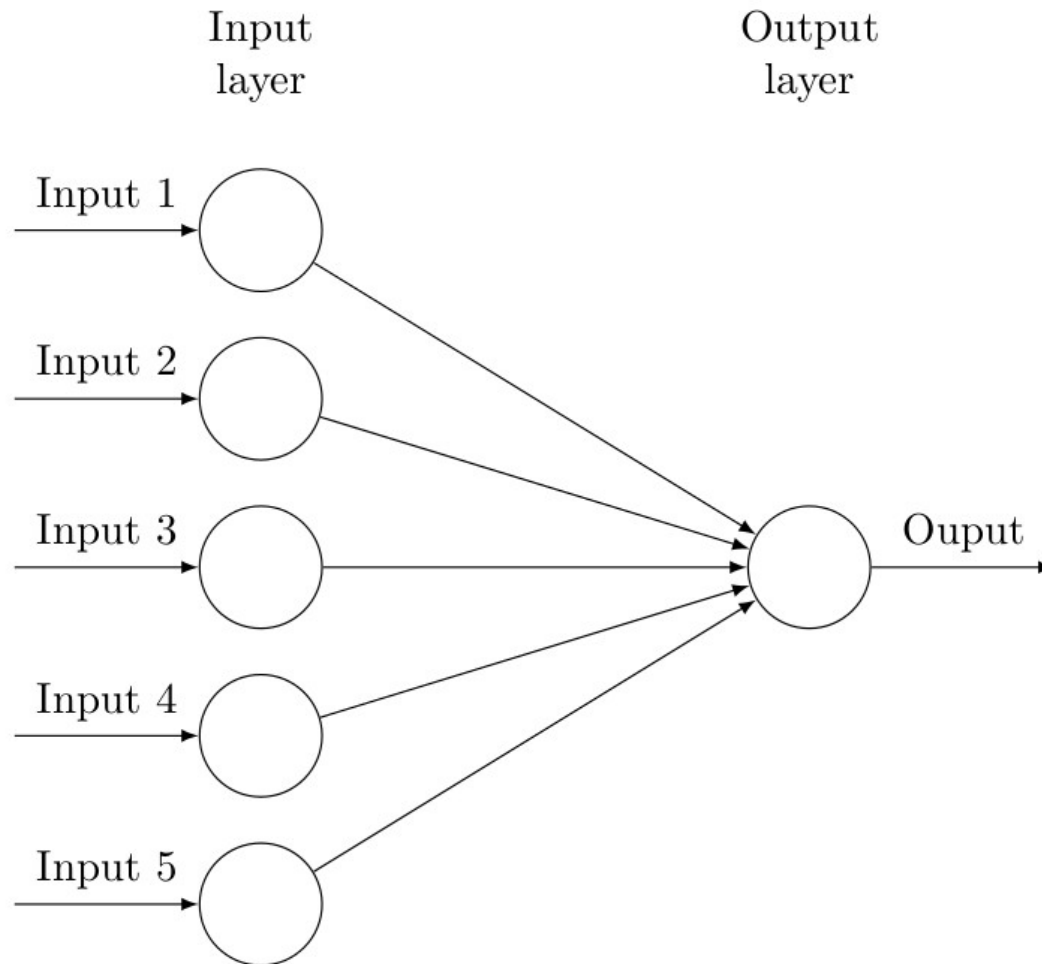 Input
layer
Output
layer
Input 1
Input 2
Input 3
Ouput
Input 4
Input 5